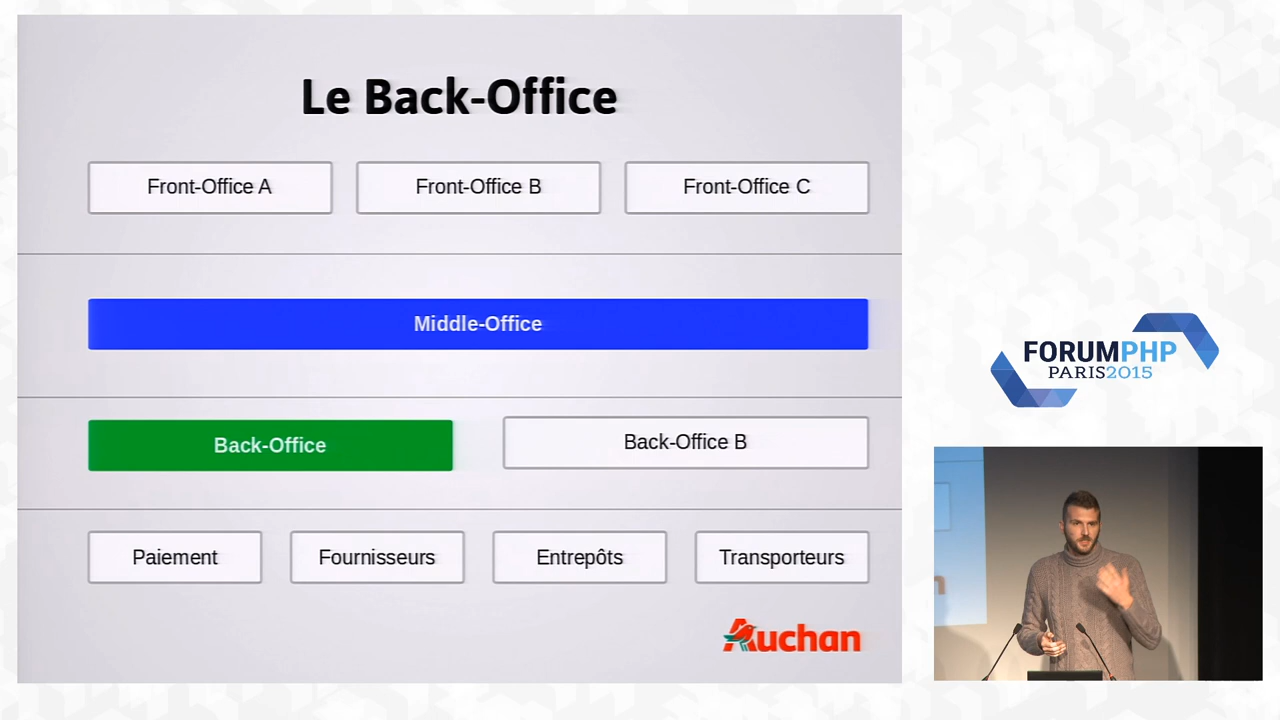 Le Back-Office
Front-Office A
Front-Office B
Front-Office C
Middle-Office
Back-Office
Back-Office B
Paiement
Fournisseurs
Entrepôts
Transporteurs
Auchan
FORUMPHP
PARIS2015